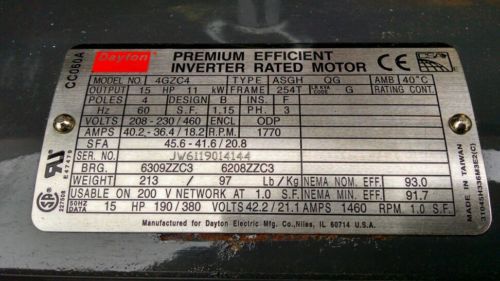 Dayton PREMIUM EFFICIENT
INVERTER RATED MOTOR CE
CC060A
MODEL NO. 4GZC4 TYPE ASGH QG AMB 40°C
OUTPUT 15 HP 11 kW FRAME 254T LR KVA CODE G RATING CONT.
POLES 4 DESIGN B INS. F
Hz 60 S.F. 1.15 PH. 3
VOLTS 208-230/460 ENCL ODP
AMPS 40.2-36.4/18.2 R.P.M. 1770
SFA 45.6-41.6/20.8
SER. NO. JW6119014144
BRG. 6309ZZC3 6208ZZC3
WEIGHT 213 / 97 Lb/Kg NEMA NOM. EFF 93.0
USABLE ON 200 V NETWORK AT 1.0 S.F. NEMA MIN. EFF 91.7
50HZ DATA 15 HP 190/380 VOLTS 42.2/21.1 AMPS 1460 RPM 1.0 S.F.
Manufactured for Dayton Electric Mfg. Co., Niles, IL 60714 U.S.A.
MADE IN TAIWAN